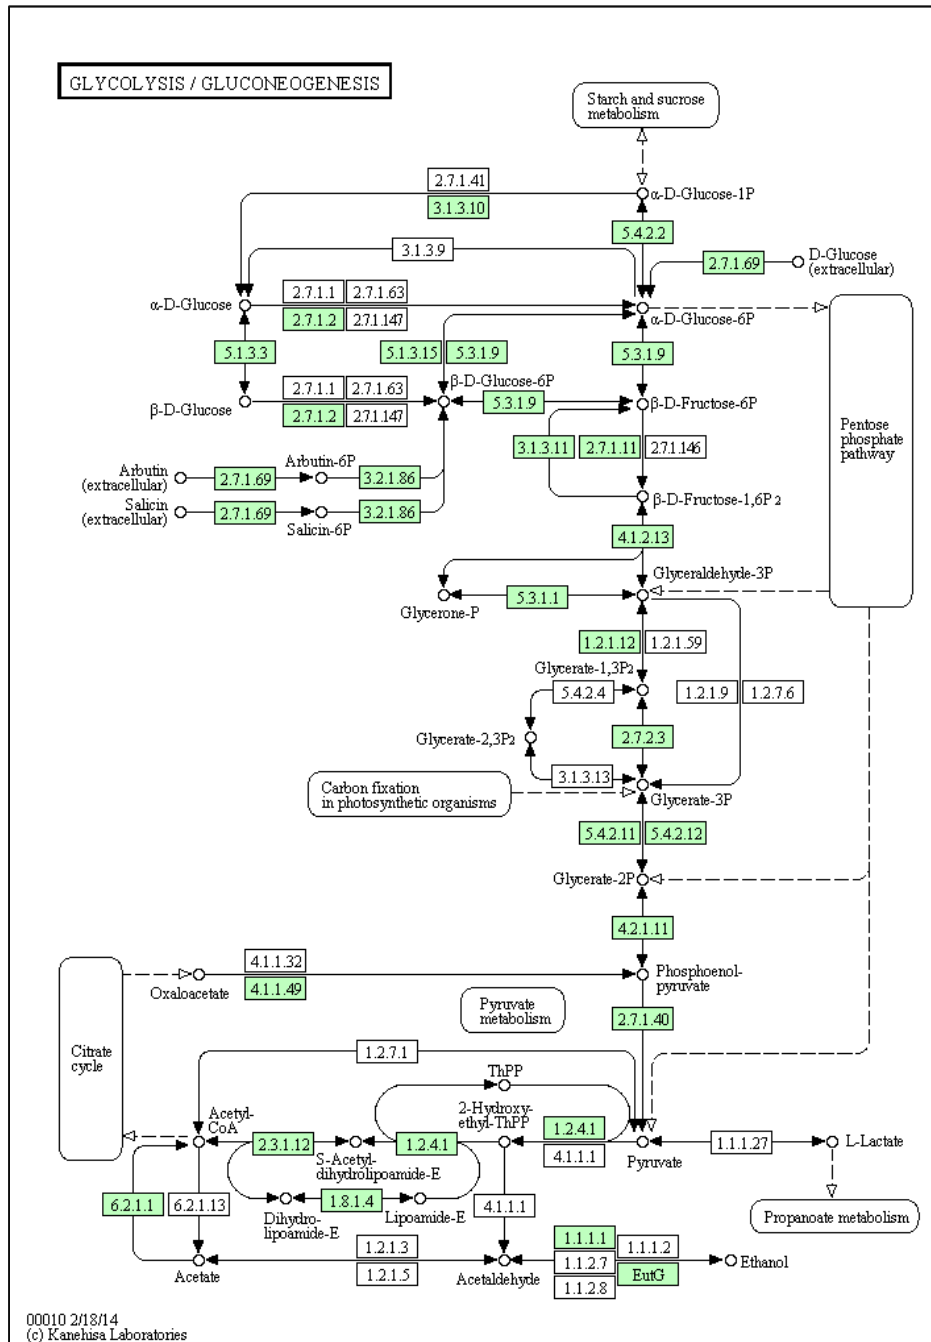 GLYCOLYSIS / GLUCONEOGENESIS
Starch and sucrose
metabolism
2.7.1.41
3.1.3.10
α-D-Glucose-1P
5.4.2.2
3.1.3.9
2.7.1.69
D-Glucose
(extracellular)
α-D-Glucose
2.7.1.1
2.7.1.63
2.7.1.2
2.7.1.147
α-D-Glucose-6P
5.1.3.3
5.1.3.15
5.3.1.9
5.3.1.9
β-D-Glucose
2.7.1.1
2.7.1.63
2.7.1.2
2.7.1.147
β-D-Glucose-6P
5.3.1.9
β-D-Fructose-6P
Pentose
phosphate
pathway
3.1.3.11
2.7.1.11
2.7.1.146
Arbutin
(extracellular)
2.7.1.69
Arbutin-6P
3.2.1.86
Salicin
(extracellular)
2.7.1.69
Salicin-6P
3.2.1.86
β-D-Fructose-1,6P2
4.1.2.13
Glyceraldehyde-3P
Glycerone-P
5.3.1.1
1.2.1.12
1.2.1.59
Glycerate-1,3P2
5.4.2.4
1.2.1.9
1.2.7.6
Glycerate-2,3P2
2.7.2.3
3.1.3.13
Carbon fixation
in photosynthetic organisms
Glycerate-3P
5.4.2.11
5.4.2.12
Glycerate-2P
4.2.1.11
4.1.1.32
Oxaloacetate
4.1.1.49
Phosphoenol-
pyruvate
Pyruvate
metabolism
2.7.1.40
Citrate
cycle
1.2.7.1
ThPP
Acetyl-
CoA
2-Hydroxy-
ethyl-ThPP
2.3.1.12
S-Acetyl-
dihydrolipoamide-E
1.2.4.1
1.2.4.1
4.1.1.1
Pyruvate
1.1.1.27
L-Lactate
6.2.1.1
6.2.1.13
Dihydro-
lipoamide-E
1.8.1.4
Lipoamide-E
4.1.1.1
Propanoate metabolism
Acetate
1.2.1.3
1.2.1.5
Acetaldehyde
1.1.1.1
1.1.1.2
1.1.2.7
EutG
1.1.2.8
Ethanol
00010 2/18/14
(c) Kanehisa Laboratories